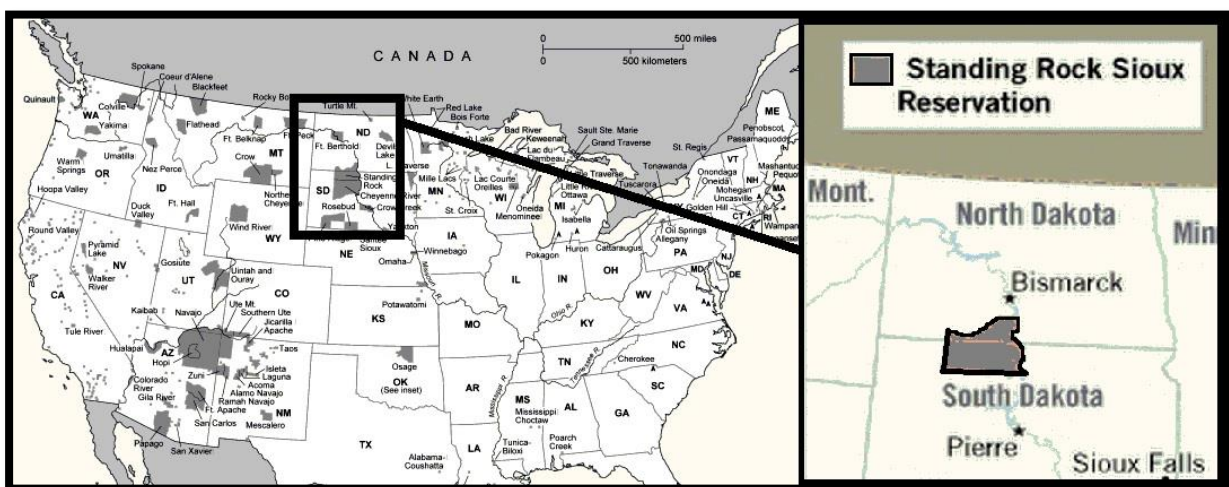 CANADA
0 500 miles
0 500 kilometers
Spokane
Coeur d'Alene
Blackfeet
Quinault
Colville
WA
Yakima
Flathead
Rocky Bo
Turtle Mt.
White Earth
Red Lake
Bois Forte
Ft. Belknap
Ft. Peck
ND
Ft. Berthold
Devils
Lake
Bad River
Keweenaw
Lac du
Flambeau
Sault Ste. Marie
Grand Traverse
St. Regis
ME
Penobscot,
Passamaquoddy
Warm
Springs
Umatilla
OR
Nez Perce
ID
Crow
MT
Northern
Cheyenne
Standing
Rock
Cheyenne River
SD
Rosebud
Crow Creek
Yankton
Santee
Sioux
Mille Lacs
MN
Lac Courte
Oreilles
St. Croix
WI
Oneida
Menominee
Little Traverse
Little River
Ottawa
MI
Isabella
Tonawanda
Tuscarora
Onondaga
Oneida
VT
NH
Mashantucket
Pequot
Mohegan
Uncasville
MA
Golden Hill
CT
RI
Hoopa Valley
Duck
Valley
Ft. Hall
Wind River
WY
Round Valley
Pyramid
Lake
NV
Walker
River
Goshute
UT
Uintah and
Ouray
NE
Omaha
Winnebago
IA
Missouri R.
Pokagon
Huron
Cattaraugus
Oil Springs
Allegany
PA
NJ
MD
DE
CA
Tule River
Kaibab
Navajo
Ute Mt.
Southern Ute
Jicarilla
Apache
CO
KS
Potawatomi
MO
IL
IN
OH
Ohio R.
WV
VA
KY
Hualapai
AZ
Hopi
Zuni
Taos
Isleta
Laguna
Acoma
Alamo Navajo
Ramah Navajo
Colorado
River
Gila River
Ft. Apache
San Carlos
NM
Mescalero
Papago
San Xavier
Osage
OK
(See inset)
TX
Alabama-
Coushatta
AR
LA
Mississippi R.
MS
Mississippi
Choctaw
Tunica-
Biloxi
AL
Poarch
Creek
TN
Tennessee R.
Cherokee
NC
SC
GA
Standing Rock Sioux
Reservation
Mont.
North Dakota
Min
Bismarck
South Dakota
Pierre
Sioux Falls